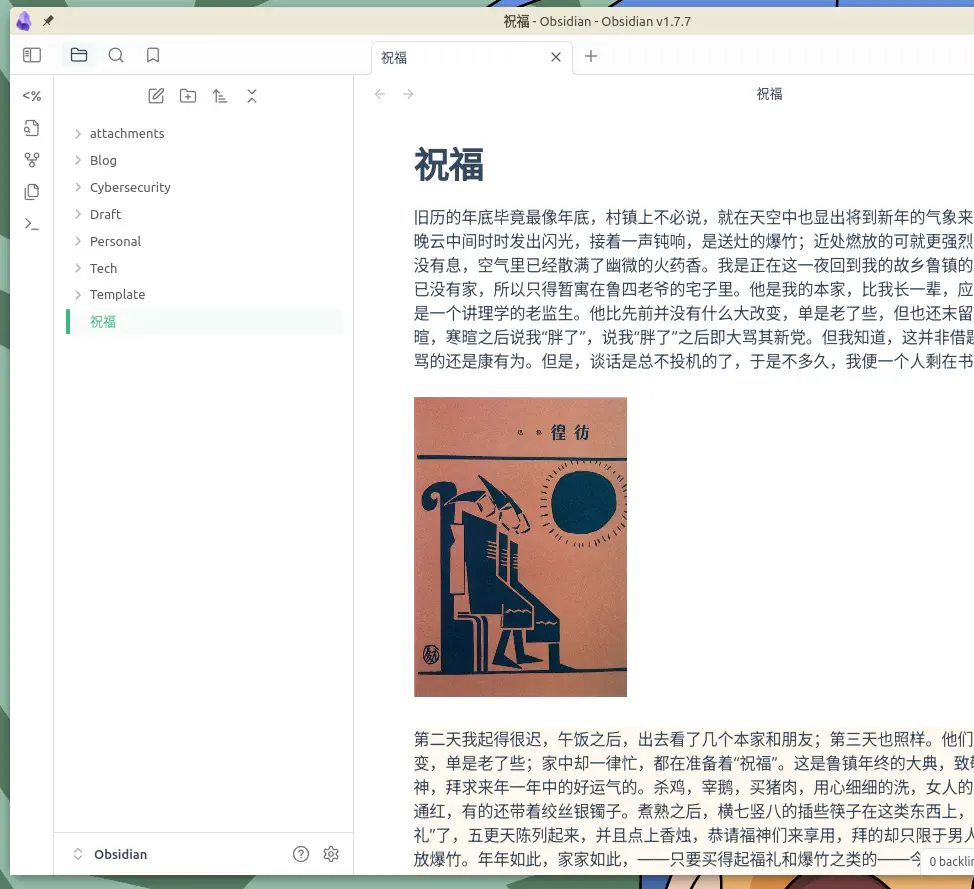 祝福 - Obsidian - Obsidian v1.7.7
祝福
<%
祝福
attachments
Blog
Cybersecurity
Draft
Personal
Tech
Template
祝福
祝福
旧历的年底毕竟最像年底，村镇上不必说，就在天空中也显出将到新年的气象来
晚云中间时时发出闪光，接着一声钝响，是送灶的爆竹；近处燃放的可就更强烈
没有息，空气里已经散满了幽微的火药香。我是正在这一夜回到我的故乡鲁镇的
已没有家，所以只得暂寓在鲁四老爷的宅子里。他是我的本家，比我长一辈，应
是一个讲理学的老监生。他比先前并没有什么大改变，单是老了些，但也还末留
暄，寒暄之后说我“胖了”，说我“胖了”之后即大骂其新党。但我知道，这并非借题
骂的还是康有为。但是，谈话是总不投机的了，于是不多久，我便一个人剩在书
徨 彷
第二天我起得很迟，午饭之后，出去看了几个本家和朋友；第三天也照样。他们
变，单是老了些；家中却一律忙，都在准备着“祝福”。这是鲁镇年终的大典，致敬
神，拜求来年一年中的好运气的。杀鸡，宰鹅，买猪肉，用心细细的洗，女人的
通红，有的还带着绞丝银镯子。煮熟之后，横七竖八的插些筷子在这类东西上，
礼”了，五更天陈列起来，并且点上香烛，恭请福神们来享用，拜的却只限于男人
放爆竹。年年如此，家家如此，——只要买得起福礼和爆竹之类的——今
Obsidian
0 backlin